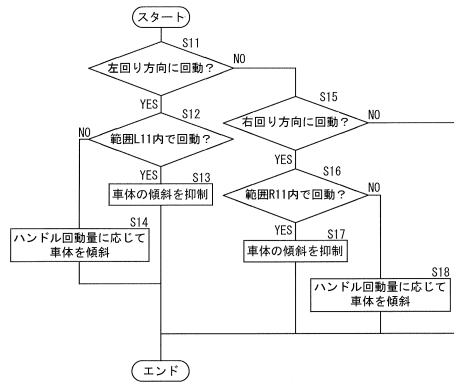 スタート
S11
左回り方向に回動？
NO
YES
S12
範囲L11内で回動？
NO
YES
S13
車体の傾斜を抑制
S14
ハンドル回動量に応じて
車体を傾斜
S15
右回り方向に回動？
NO
YES
S16
範囲R11内で回動？
NO
YES
S17
車体の傾斜を抑制
S18
ハンドル回動量に応じて
車体を傾斜
エンド